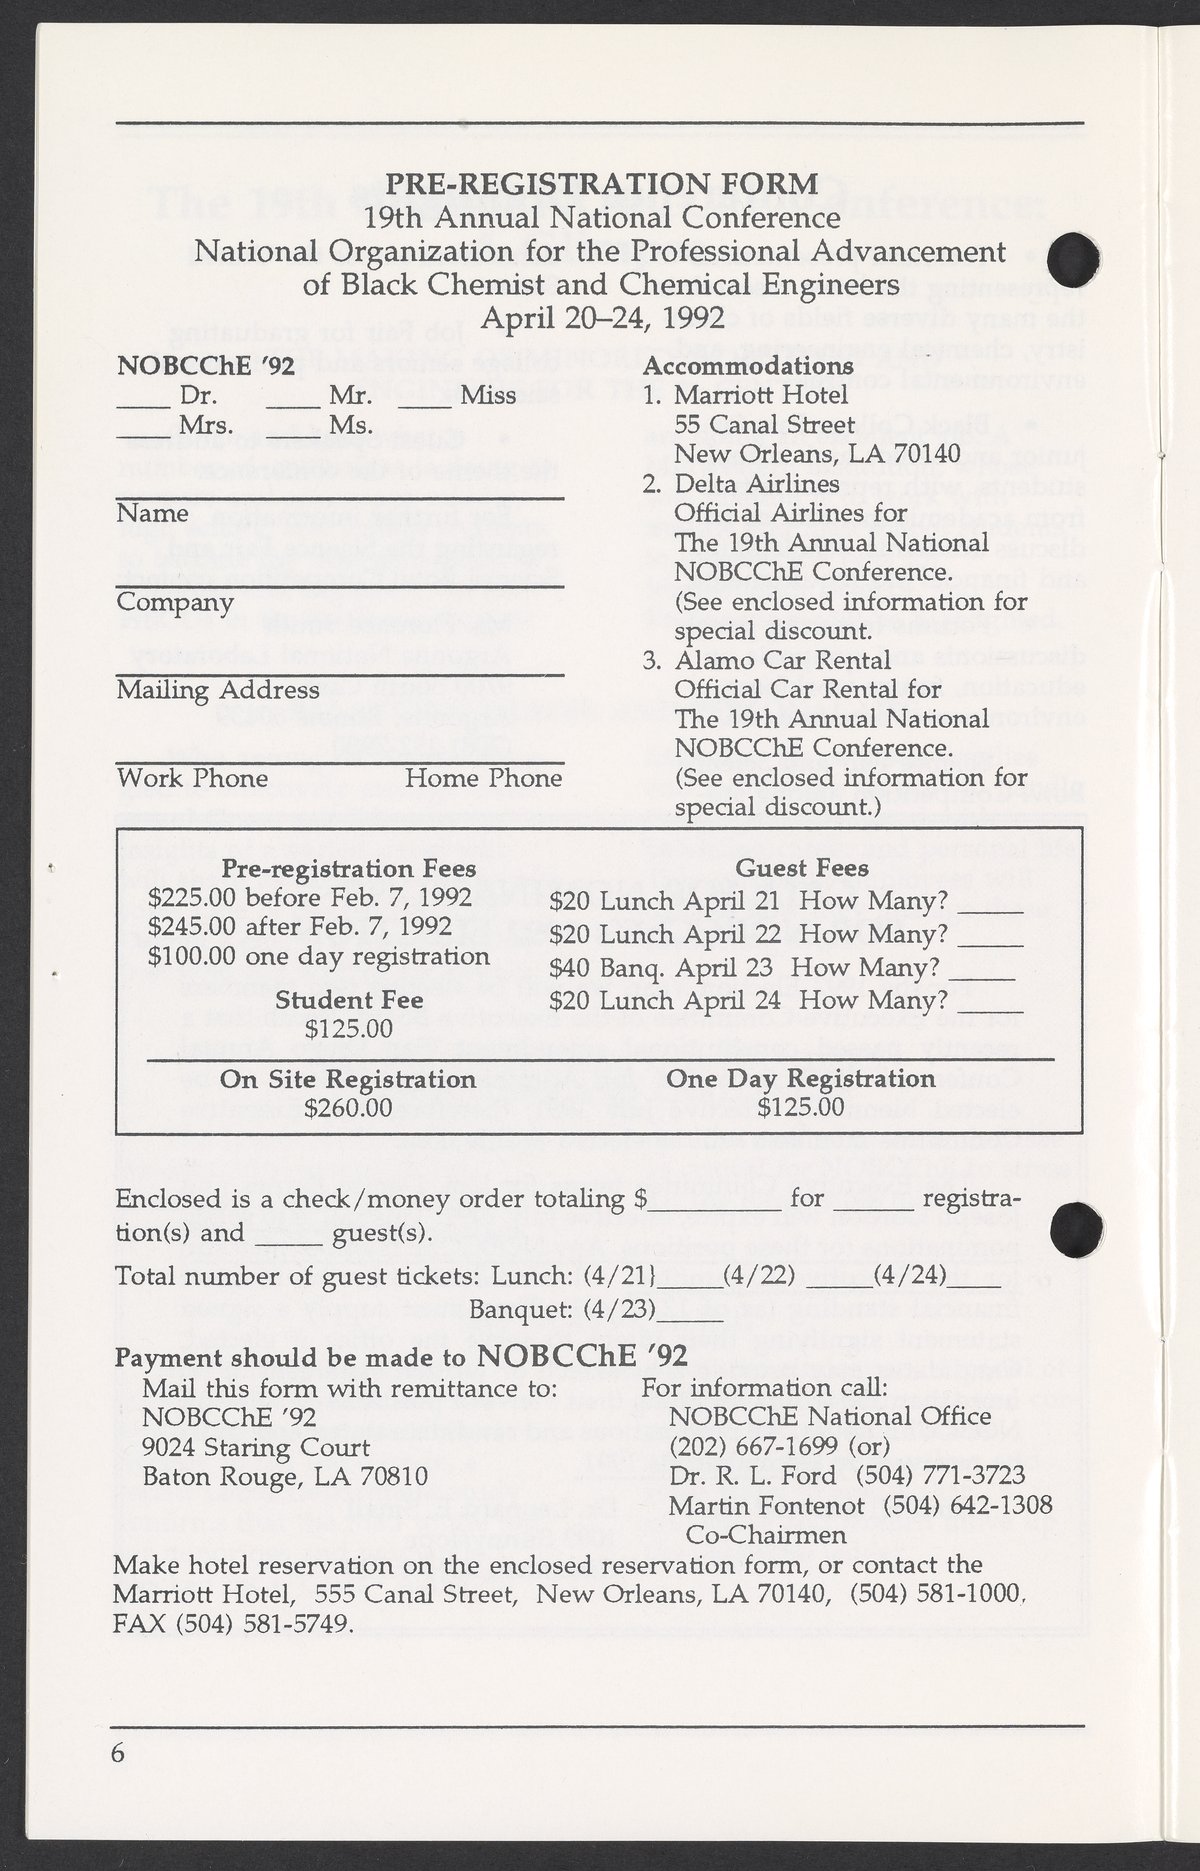 PRE-REGISTRATION FORM
19th Annual National Conference
National Organization for the Professional Advancement
of Black Chemist and Chemical Engineers
April 20–24, 1992
NOBCChE '92
____ Dr. ____ Mr. ____ Miss
____ Mrs. ____ Ms.
Name
Company
Mailing Address
Work Phone Home Phone
Accommodations
1. Marriott Hotel
55 Canal Street
New Orleans, LA 70140
2. Delta Airlines
Official Airlines for
The 19th Annual National
NOBCChE Conference.
(See enclosed information for
special discount.
3. Alamo Car Rental
Official Car Rental for
The 19th Annual National
NOBCChE Conference.
(See enclosed information for
special discount.)
Pre-registration Fees
$225.00 before Feb. 7, 1992
$245.00 after Feb. 7, 1992
$100.00 one day registration
Student Fee
$125.00
Guest Fees
$20 Lunch April 21 How Many? _____
$20 Lunch April 22 How Many? _____
$40 Banq. April 23 How Many? _____
$20 Lunch April 24 How Many? _____
On Site Registration
$260.00
One Day Registration
$125.00
Enclosed is a check/money order totaling $__________ for ______ registra-
tion(s) and _____ guest(s).
Total number of guest tickets: Lunch: (4/21}_____(4/22) _____(4/24)____
Banquet: (4/23)_____
Payment should be made to NOBCChE '92
Mail this form with remittance to:
NOBCChE '92
9024 Staring Court
Baton Rouge, LA 70810
For information call:
NOBCChE National Office
(202) 667-1699 (or)
Dr. R. L. Ford (504) 771-3723
Martin Fontenot (504) 642-1308
Co-Chairmen
Make hotel reservation on the enclosed reservation form, or contact the
Marriott Hotel, 555 Canal Street, New Orleans, LA 70140, (504) 581-1000,
FAX (504) 581-5749.
6